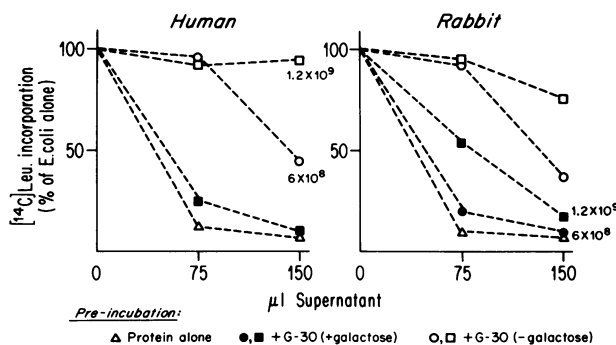 Human
Rabbit
100
50
[14C]Leu. incorporation
(% of E.coli alone)
1.2×10⁹
6×10⁸
0
75
150
100
50
1.2×10⁹
6×10⁸
0
75
150
µl Supernatant
Pre-incubation:
△ Protein alone ●,■ +G-30 (+galactose) ○,□ +G-30 (-galactose)